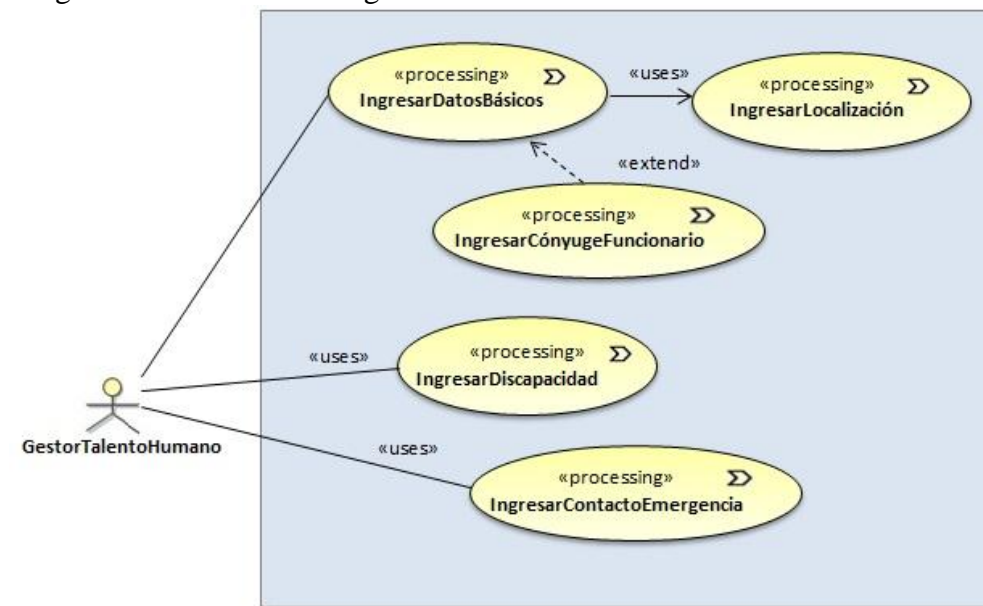 «processing»
IngresarDatosBásicos
«uses»
«processing»
IngresarLocalización
«extend»
«processing»
IngresarCónyugeFuncionario
«uses»
«processing»
IngresarDiscapacidad
GestorTalentoHumano
«uses»
«processing»
IngresarContactoEmergencia